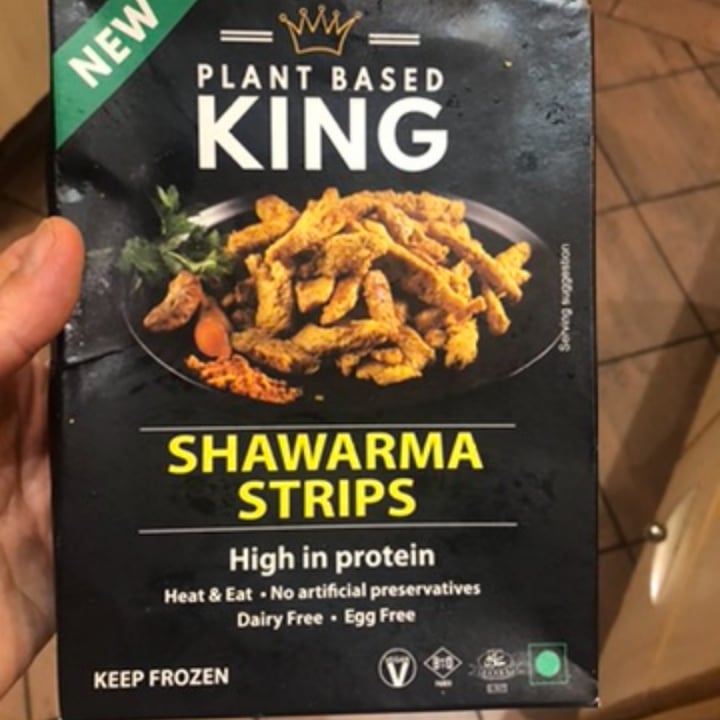 NEW
PLANT BASED
KING
Serving suggestion
SHAWARMA
STRIPS
High in protein
Heat & Eat • No artificial preservatives
Dairy Free • Egg Free
KEEP FROZEN
V